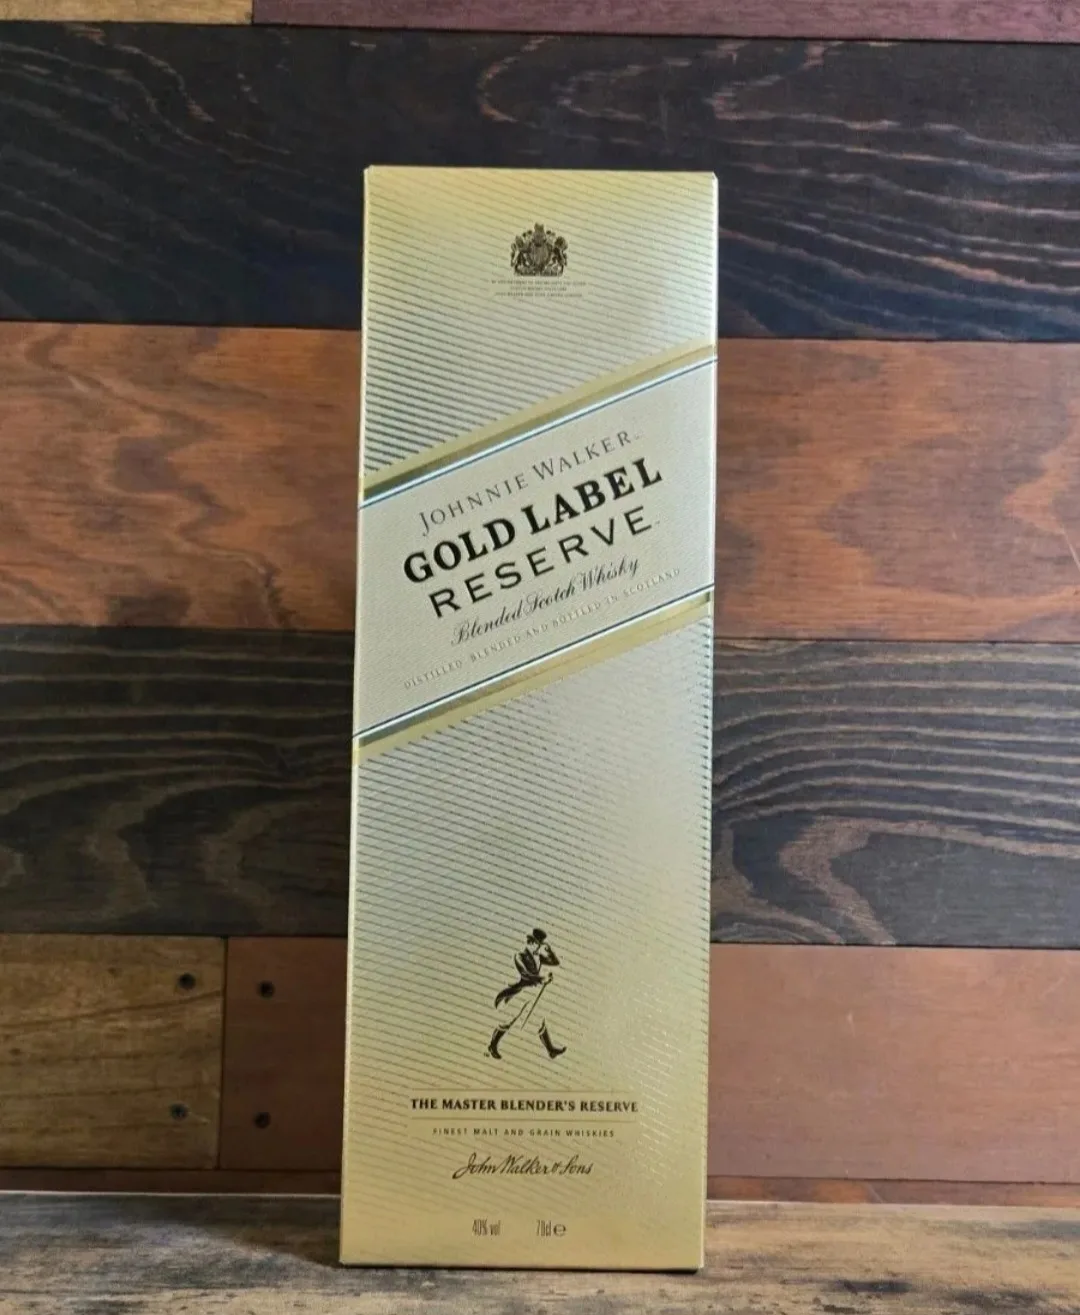 JOHNNIE WALKER
GOLD LABEL
RESERVE
Blended Scotch Whisky
DISTILLED, BLENDED AND BOTTLED IN SCOTLAND
THE MASTER BLENDER'S RESERVE
FINEST MALT AND GRAIN WHISKIES
John Walker & Sons
40% vol 70cl e